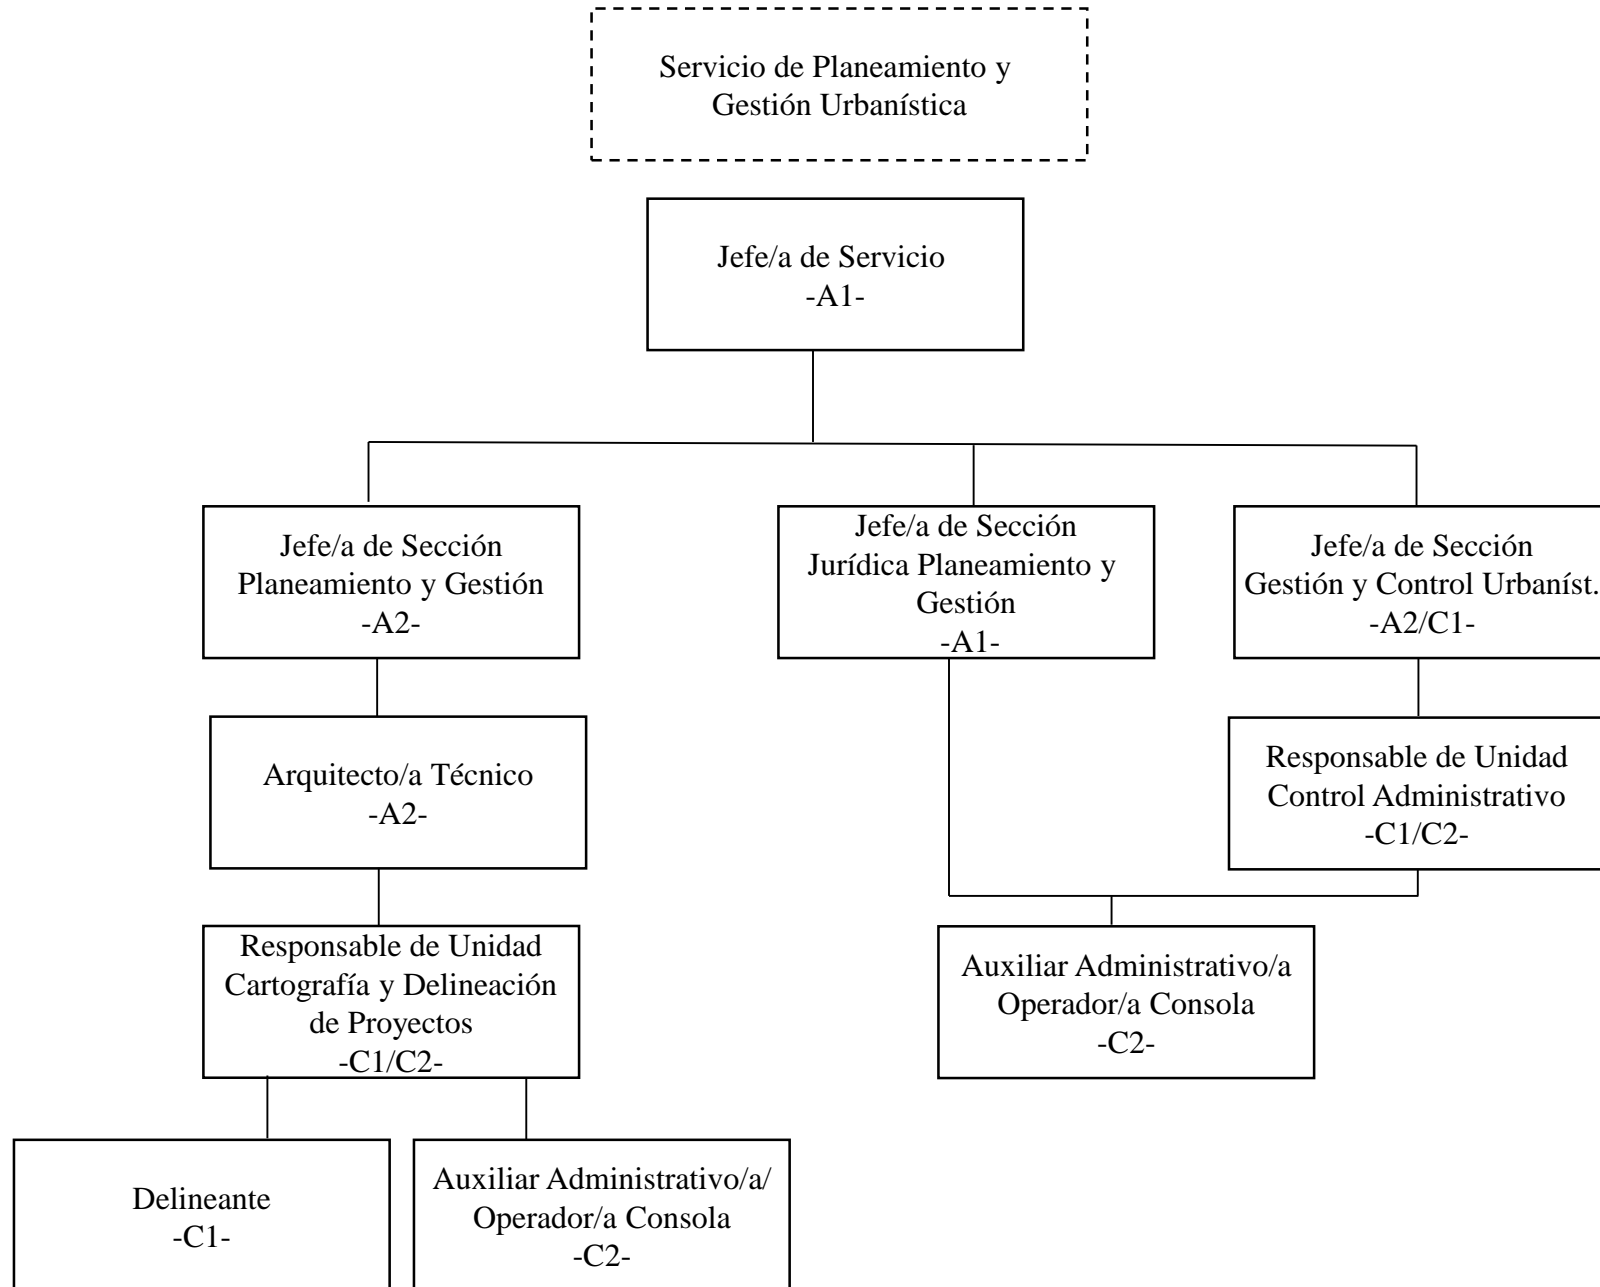 Servicio de Planeamiento y
Gestión Urbanística
Jefe/a de Servicio
-A1-
Jefe/a de Sección
Planeamiento y Gestión
-A2-
Jefe/a de Sección
Jurídica Planeamiento y
Gestión
-A1-
Jefe/a de Sección
Gestión y Control Urbaníst.
-A2/C1-
Arquitecto/a Técnico
-A2-
Responsable de Unidad
Control Administrativo
-C1/C2-
Responsable de Unidad
Cartografía y Delineación
de Proyectos
-C1/C2-
Auxiliar Administrativo/a
Operador/a Consola
-C2-
Delineante
-C1-
Auxiliar Administrativo/a/
Operador/a Consola
-C2-